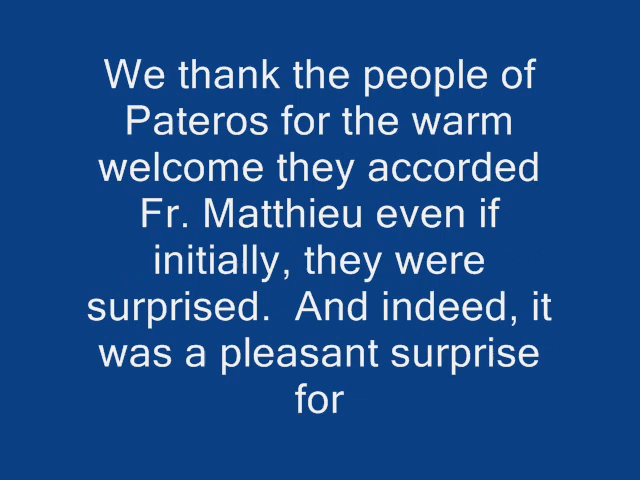 We thank the people of
Pateros for the warm
welcome they accorded
Fr. Matthieu even if
initially, they were
surprised.  And indeed, it
was a pleasant surprise
for